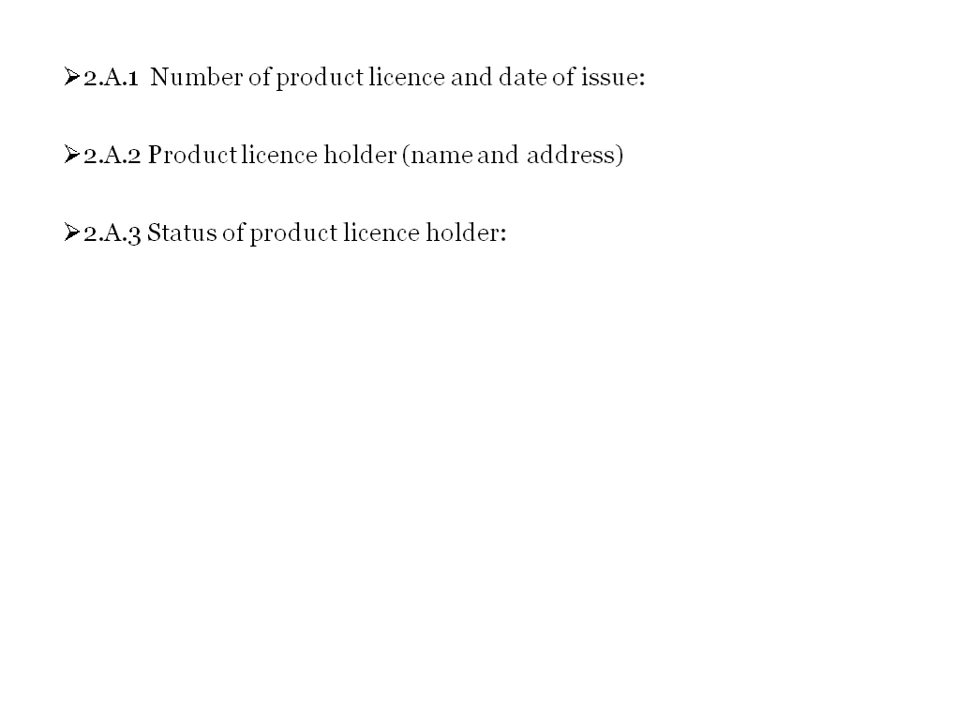 ➢2.A.1 Number of product licence and date of issue:
➢2.A.2 Product licence holder (name and address)
➢2.A.3 Status of product licence holder: